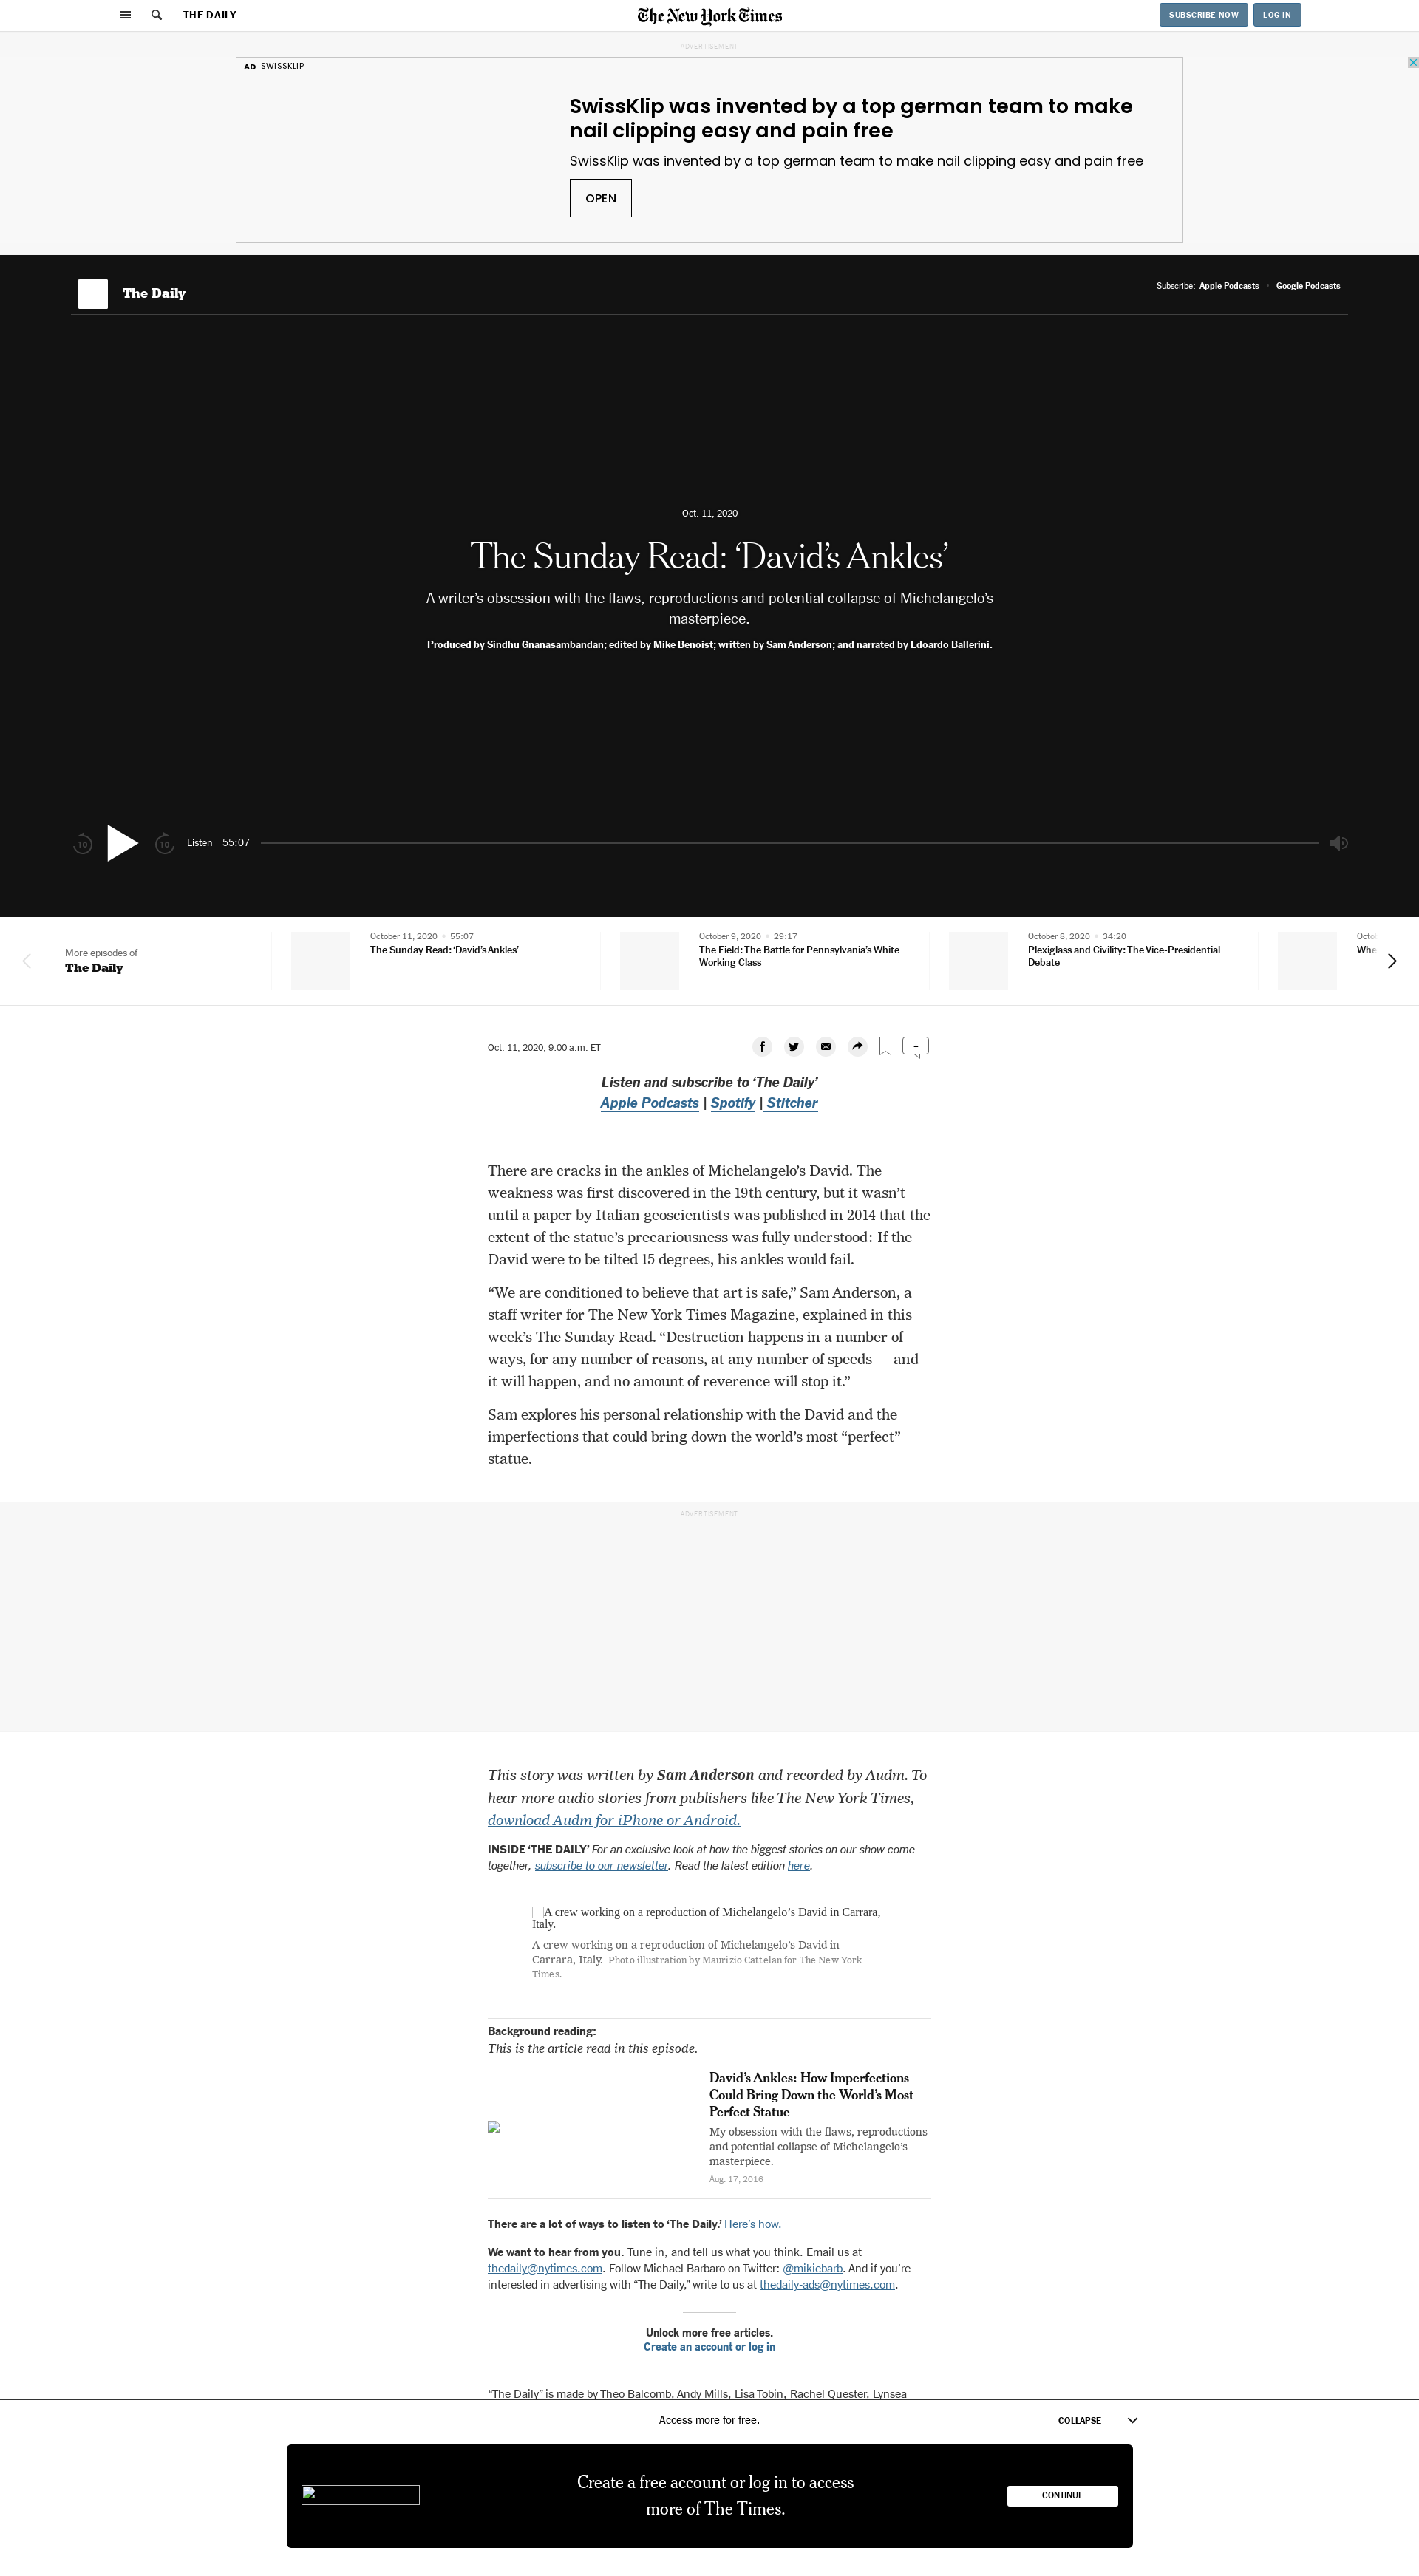 THE DAILY
The New York Times
SUBSCRIBE NOW
LOG IN
ADVERTISEMENT
AD SWISSKLIP
SwissKlip was invented by a top german team to make
nail clipping easy and pain free
SwissKlip was invented by a top german team to make nail clipping easy and pain free
OPEN
The Daily
Subscribe: Apple Podcasts • Google Podcasts
Oct. 11, 2020
The Sunday Read: ‘David’s Ankles’
A writer’s obsession with the flaws, reproductions and potential collapse of Michelangelo’s
masterpiece.
Produced by Sindhu Gnanasambandan; edited by Mike Benoist; written by Sam Anderson; and narrated by Edoardo Ballerini.
10
10
Listen 55:07
More episodes of
The Daily
October 11, 2020 • 55:07
The Sunday Read: ‘David’s Ankles’
October 9, 2020 • 29:17
The Field: The Battle for Pennsylvania’s White
Working Class
October 8, 2020 • 34:20
Plexiglass and Civility: The Vice-Presidential
Debate
Octo
Whe
Oct. 11, 2020, 9:00 a.m. ET
+
Listen and subscribe to ‘The Daily’
Apple Podcasts | Spotify | Stitcher
There are cracks in the ankles of Michelangelo’s David. The
weakness was first discovered in the 19th century, but it wasn’t
until a paper by Italian geoscientists was published in 2014 that the
extent of the statue’s precariousness was fully understood: If the
David were to be tilted 15 degrees, his ankles would fail.
“We are conditioned to believe that art is safe,” Sam Anderson, a
staff writer for The New York Times Magazine, explained in this
week’s The Sunday Read. “Destruction happens in a number of
ways, for any number of reasons, at any number of speeds — and
it will happen, and no amount of reverence will stop it.”
Sam explores his personal relationship with the David and the
imperfections that could bring down the world’s most “perfect”
statue.
ADVERTISEMENT
This story was written by Sam Anderson and recorded by Audm. To
hear more audio stories from publishers like The New York Times,
download Audm for iPhone or Android.
INSIDE ‘THE DAILY’ For an exclusive look at how the biggest stories on our show come
together, subscribe to our newsletter. Read the latest edition here.
A crew working on a reproduction of Michelangelo’s David in Carrara,
Italy.
A crew working on a reproduction of Michelangelo’s David in
Carrara, Italy. Photo illustration by Maurizio Cattelan for The New York
Times.
Background reading:
This is the article read in this episode.
David’s Ankles: How Imperfections
Could Bring Down the World’s Most
Perfect Statue
My obsession with the flaws, reproductions
and potential collapse of Michelangelo’s
masterpiece.
Aug. 17, 2016
There are a lot of ways to listen to ‘The Daily.’ Here’s how.
We want to hear from you. Tune in, and tell us what you think. Email us at
thedaily@nytimes.com. Follow Michael Barbaro on Twitter: @mikiebarb. And if you’re
interested in advertising with “The Daily,” write to us at thedaily-ads@nytimes.com.
Unlock more free articles.
Create an account or log in
“The Daily” is made by Theo Balcomb, Andy Mills, Lisa Tobin, Rachel Quester, Lynsea
Access more for free.
COLLAPSE
Create a free account or log in to access
more of The Times.
CONTINUE